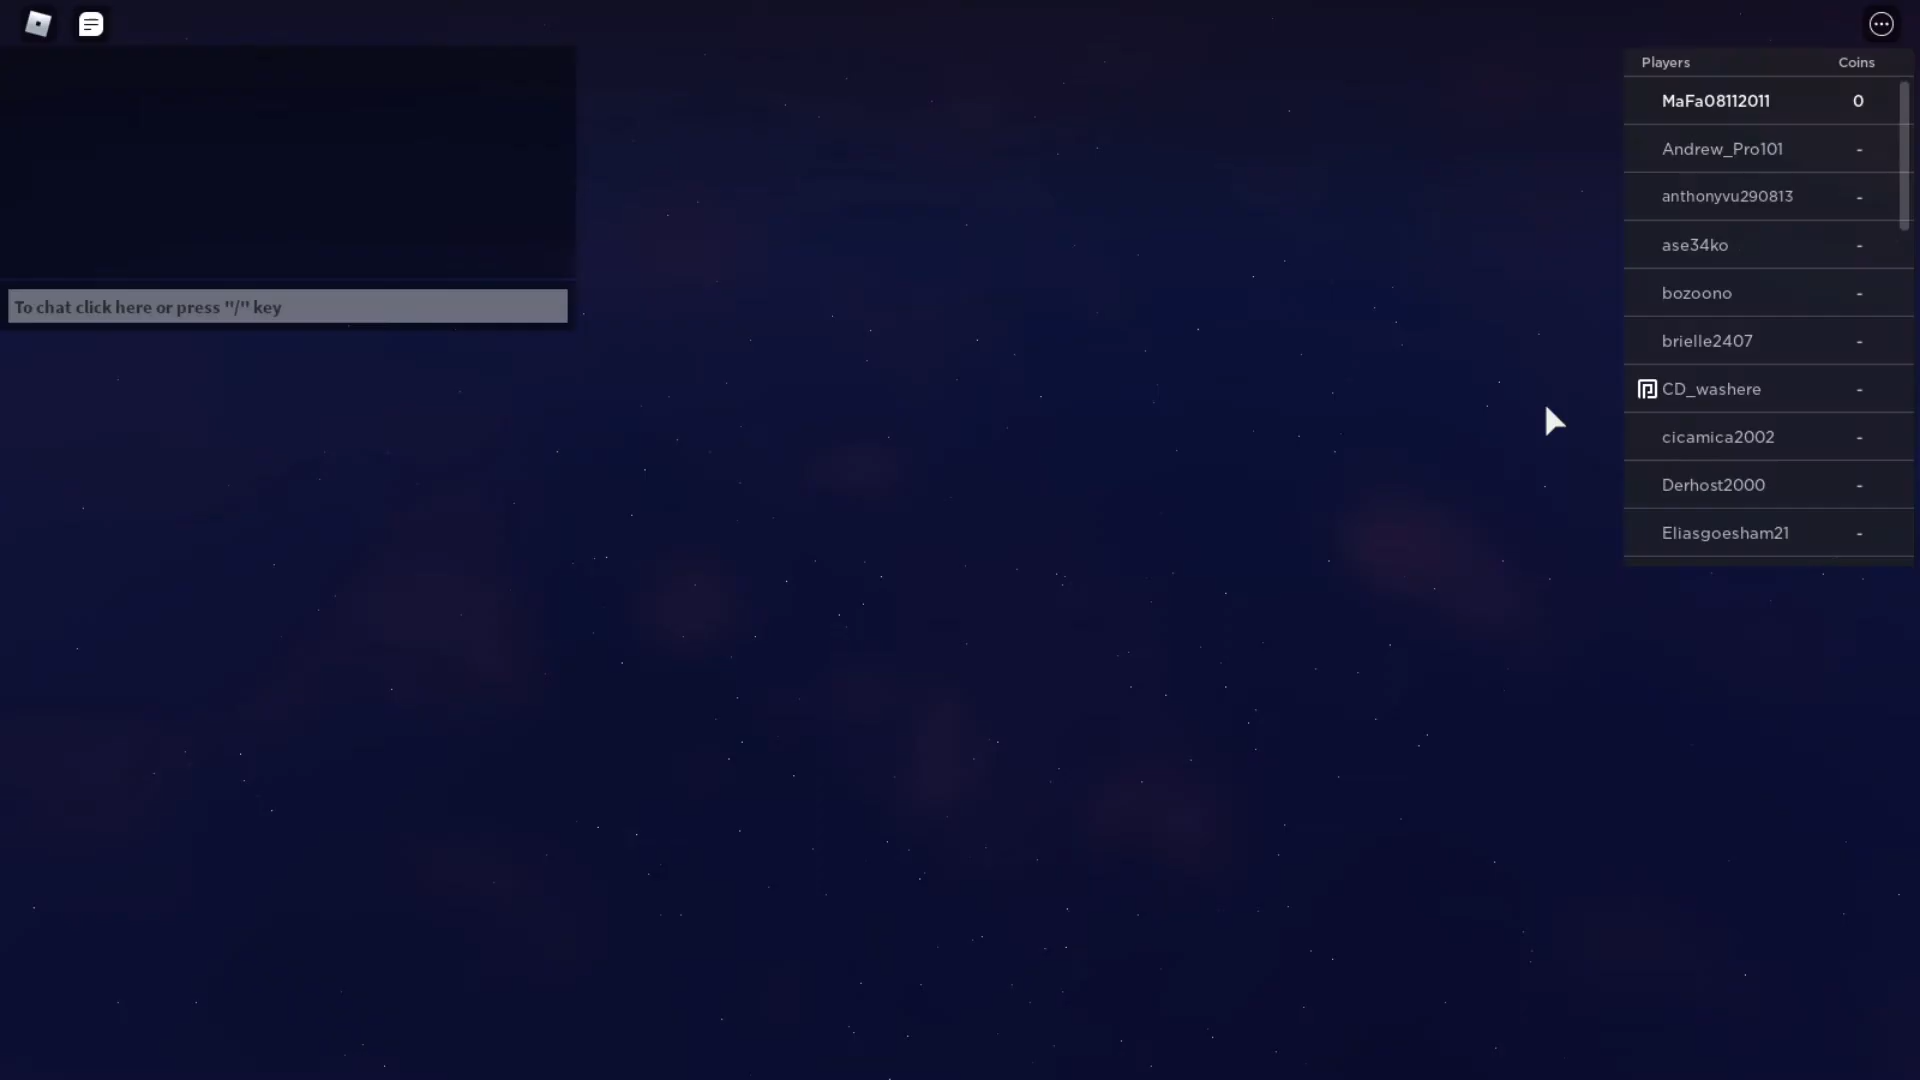 Players Coins
MaFa08112011 0
Andrew_Pro101 -
anthonyvu290813 -
ase34ko -
bozoono -
brielle2407 -
CD_washere -
cicamica2002 -
Derhost2000 -
Eliasgoesham21 -
To chat click here or press "/" key